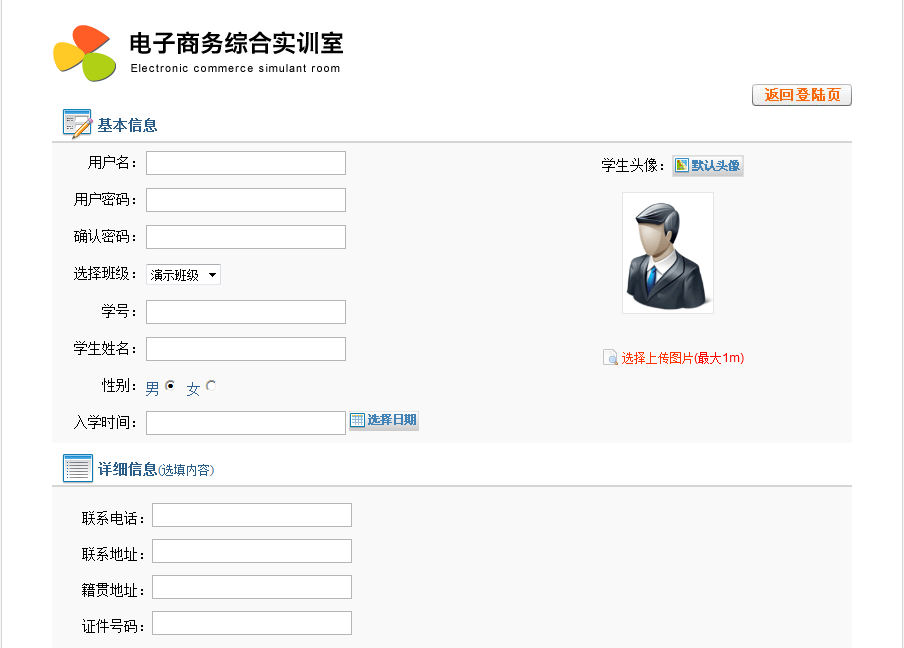 电子商务综合实训室
Electronic commerce simulant room
返回登陆页
基本信息
用户名：
用户密码：
确认密码：
选择班级： 演示班级
学号：
学生姓名：
性别： 男 女
入学时间： 选择日期
学生头像： 默认头像
选择上传图片(最大1m)
详细信息(选填内容)
联系电话：
联系地址：
籍贯地址：
证件号码：